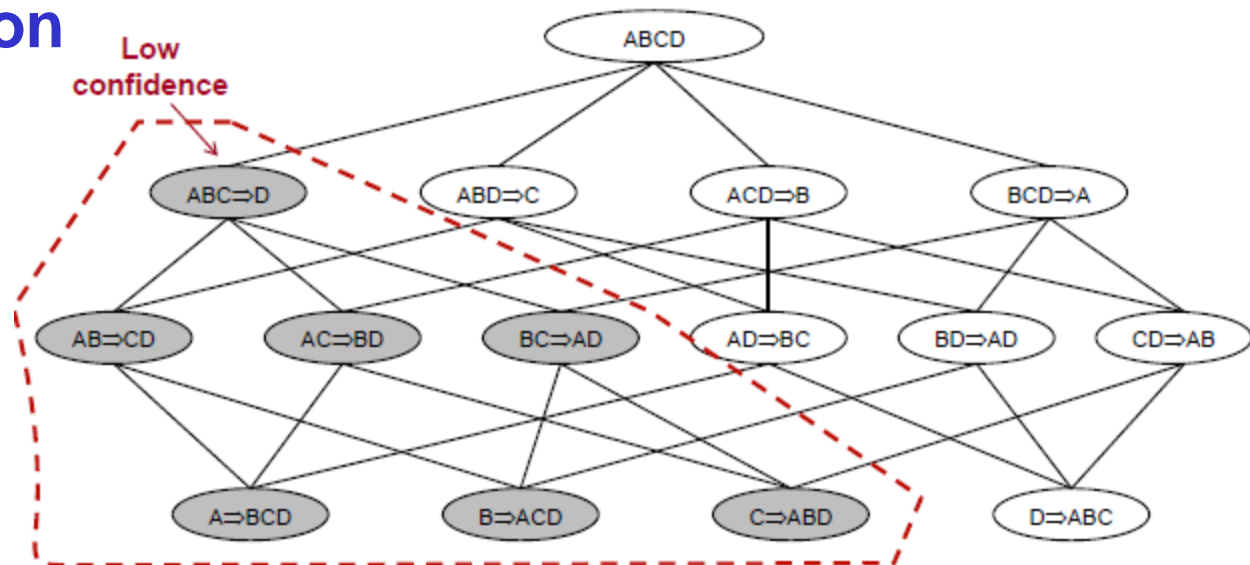 on
Low
confidence
ABCD
ABC⇒D
ABD⇒C
ACD⇒B
BCD⇒A
AB⇒CD
AC⇒BD
BC⇒AD
AD⇒BC
BD⇒AD
CD⇒AB
A⇒BCD
B⇒ACD
C⇒ABD
D⇒ABC